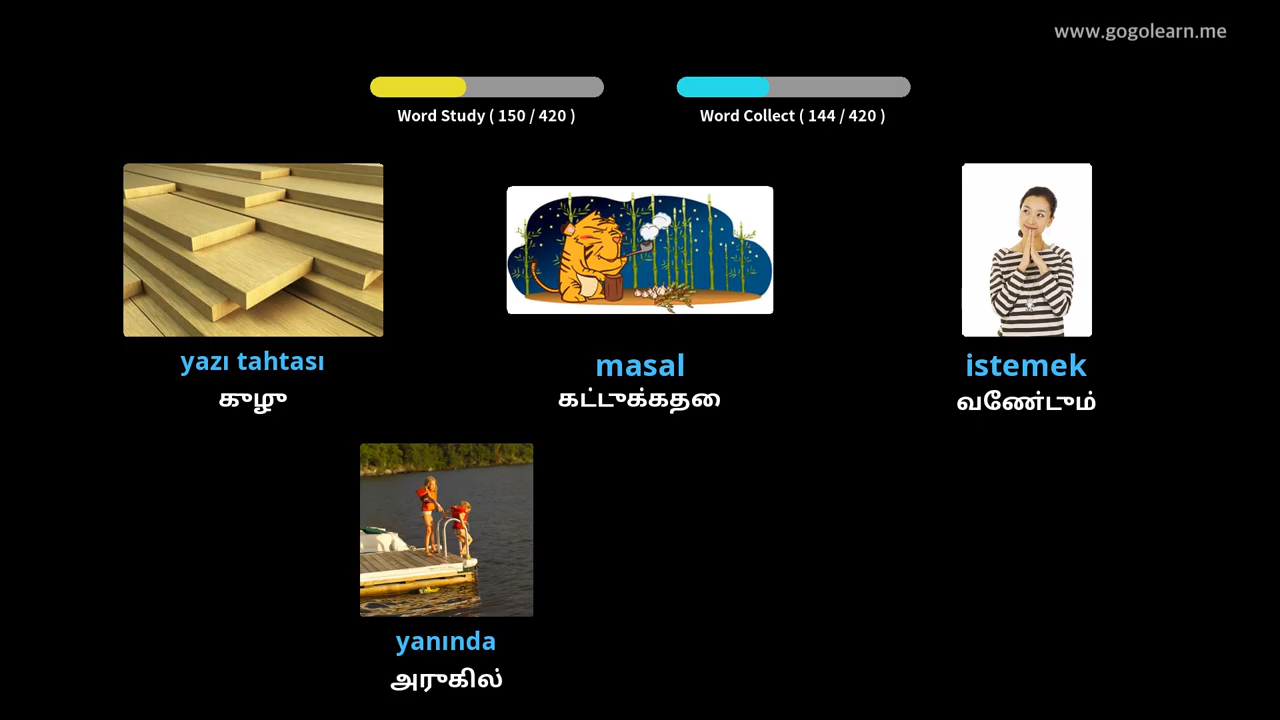 www.gogolearn.me
Word Study ( 150 / 420 )
Word Collect ( 144 / 420 )
yazı tahtası
குழு
masal
கட்டுக்கதை
istemek
வேண்டும்
yanında
அருகில்